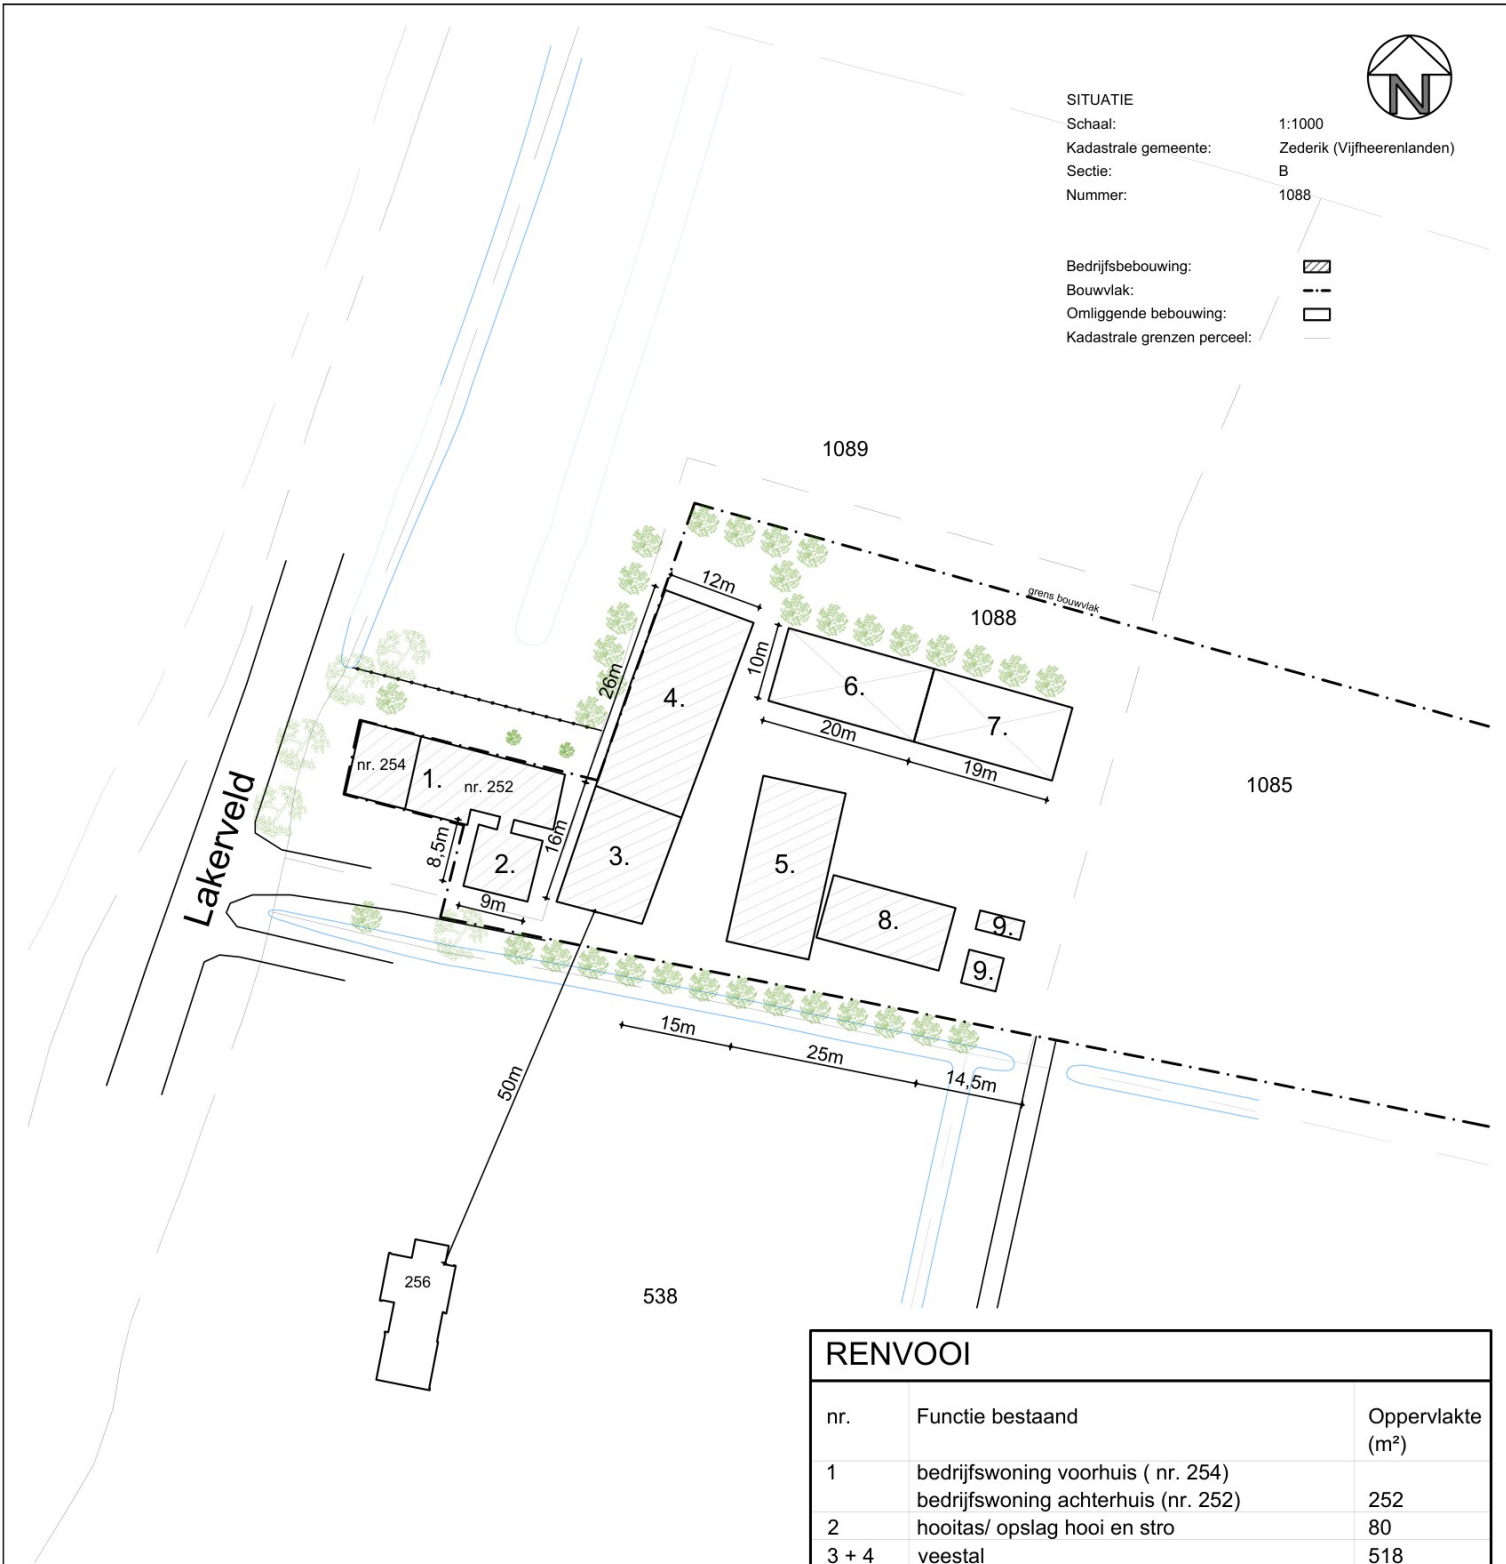 N
SITUATIE
Schaal: 1:1000
Kadastrale gemeente: Zederik (Vijfheerenlanden)
Sectie: B
Nummer: 1088
Bedrijfsbebouwing:
Bouwvlak:
Omliggende bebouwing:
Kadastrale grenzen perceel:
1089
12m
grens bouwvlak
1088
10m
26m
4.
6.
7.
20m
19m
nr. 254
1.
nr. 252
1085
Lakerveld
8,5m
16m
2.
3.
5.
9m
8.
9.
9.
15m
25m
14,5m
50m
256
538
RENVOOI
nr. Functie bestaand Oppervlakte
(m²)
1 bedrijfswoning voorhuis ( nr. 254)
bedrijfswoning achterhuis (nr. 252) 252
2 hooitas/ opslag hooi en stro 80
3 + 4 veestal 518